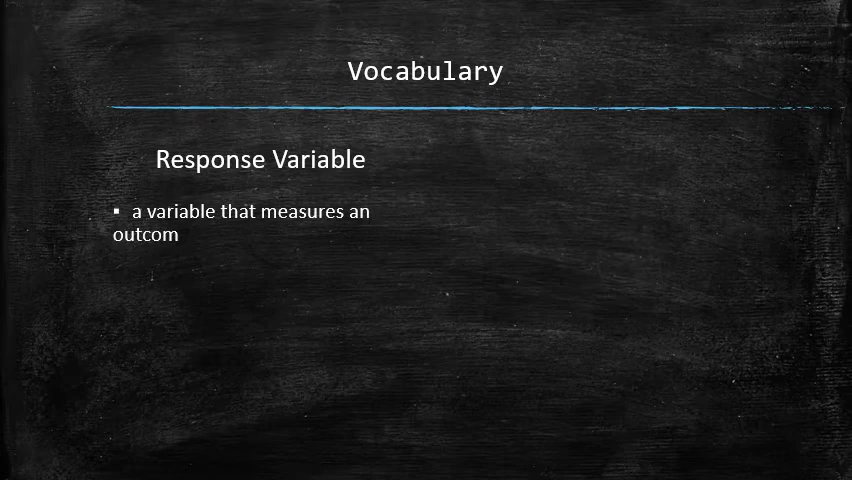 Vocabulary
Response Variable
▪ a variable that measures an
outcom